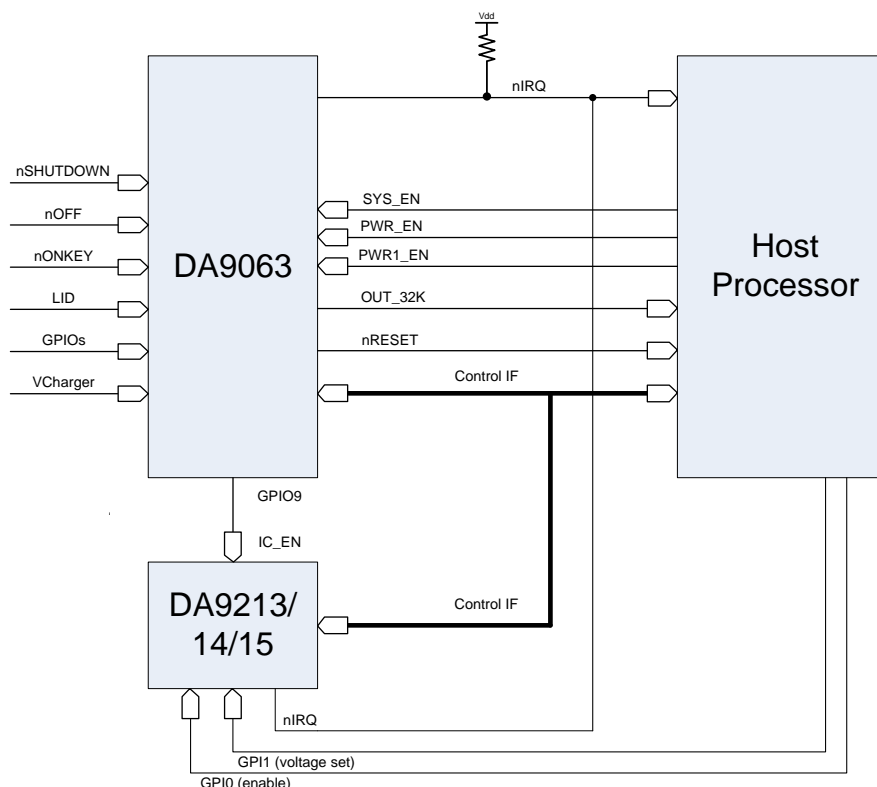 Vdd
nIRQ
nSHUTDOWN
nOFF
nONKEY
LID
GPIOs
VCharger
DA9063
SYS_EN
PWR_EN
PWR1_EN
OUT_32K
nRESET
Control IF
Host
Processor
GPIO9
IC_EN
DA9213/
14/15
Control IF
nIRQ
GPI1 (voltage set)
GPI0 (enable)